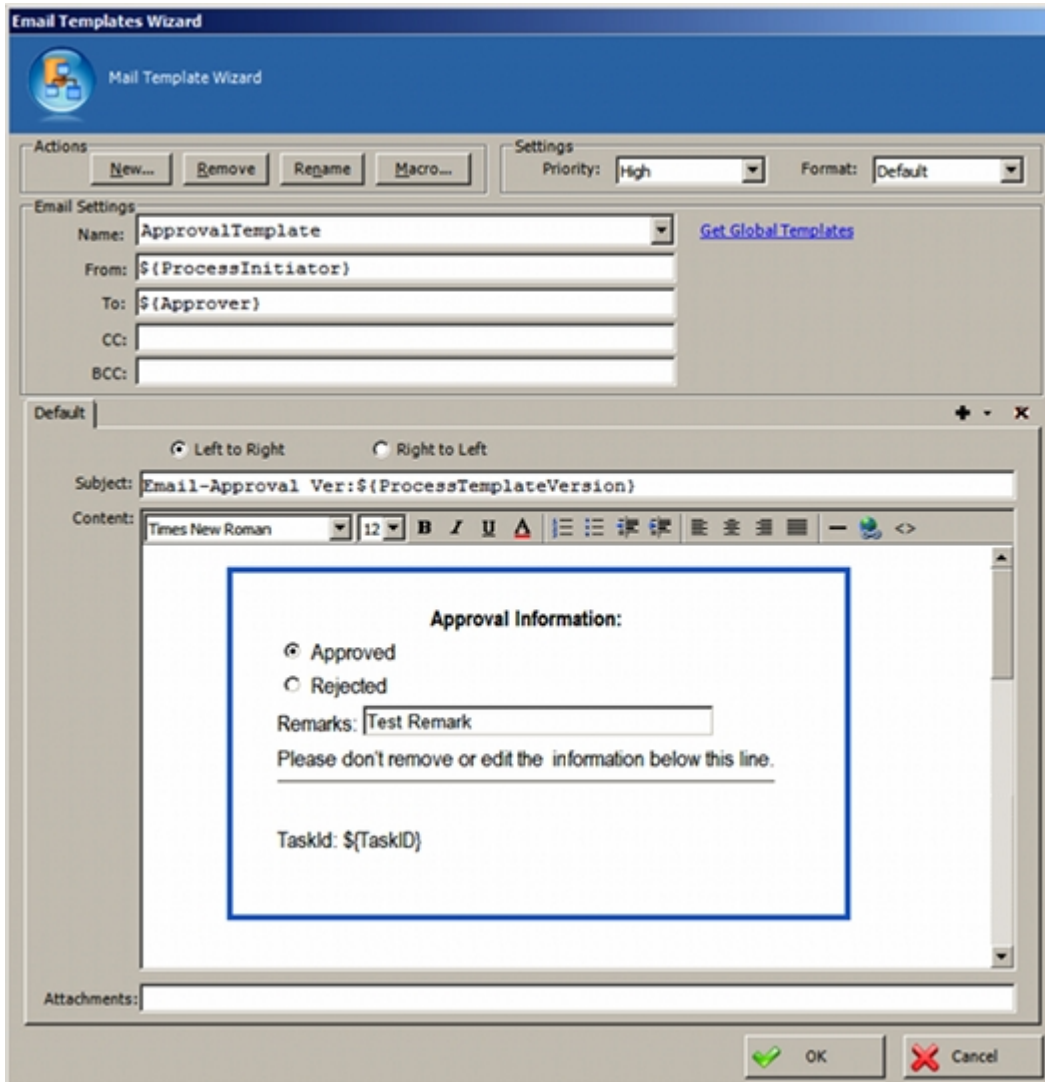 Email Templates Wizard
Mail Template Wizard
Actions
New... Remove Rename Macro...
Settings
Priority: High Format: Default
Email Settings
Name: ApprovalTemplate Get Global Templates
From: ${ProcessInitiator}
To: ${Approver}
CC:
BCC:
Default
Left to Right Right to Left
Subject: Email-Approval Ver:${ProcessTemplateVersion}
Content: Times New Roman 12 B I U A <>
Approval Information:
Approved
Rejected
Remarks: Test Remark
Please don't remove or edit the information below this line.
TaskId: ${TaskID}
Attachments:
OK Cancel